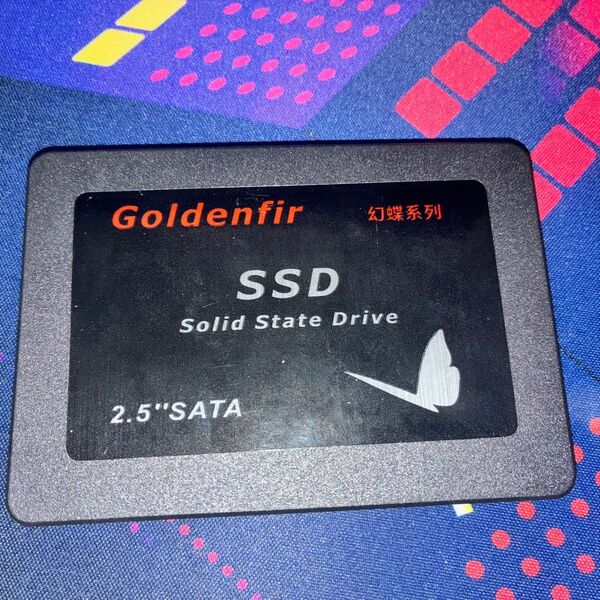 Goldenfir 幻蝶系列
SSD
Solid State Drive
2.5''SATA